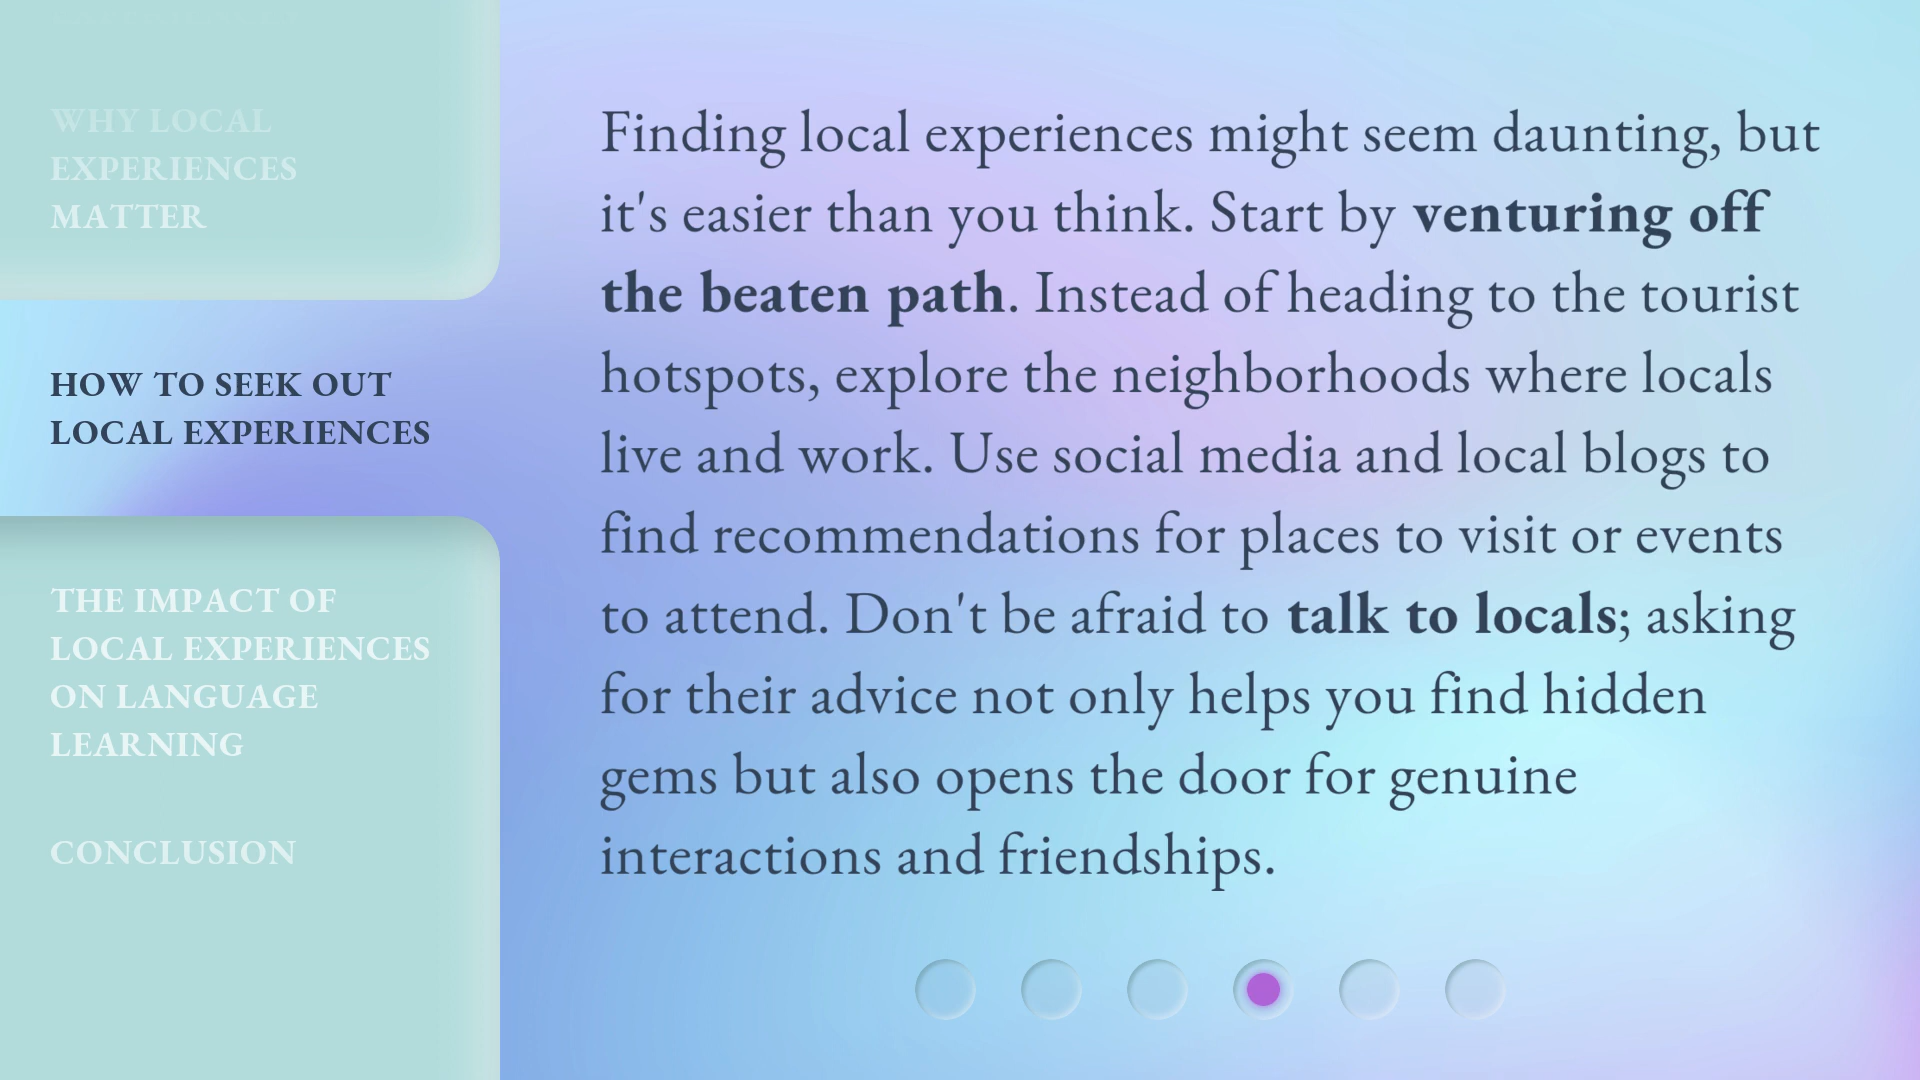 WHY LOCAL
EXPERIENCES
MATTER
HOW TO SEEK OUT
LOCAL EXPERIENCES
THE IMPACT OF
LOCAL EXPERIENCES
ON LANGUAGE
LEARNING
CONCLUSION
Finding local experiences might seem daunting, but
it's easier than you think. Start by venturing off
the beaten path. Instead of heading to the tourist
hotspots, explore the neighborhoods where locals
live and work. Use social media and local blogs to
find recommendations for places to visit or events
to attend. Don't be afraid to talk to locals; asking
for their advice not only helps you find hidden
gems but also opens the door for genuine
interactions and friendships.